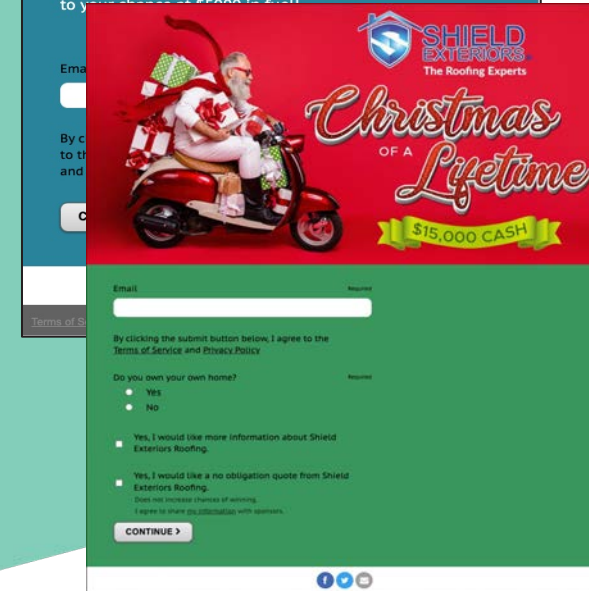 to your chance at $5000 in fuel!
Ema
By c
to th
and
C
Terms of S
SHIELD
EXTERIORS
The Roofing Experts
Christmas
OF A
Lifetime
$15,000 CASH
Email
Required
By clicking the submit button below, I agree to the
Terms of Service and Privacy Policy
Do you own your own home?
Required
Yes
No
Yes, I would like more information about Shield
Exteriors Roofing.
Yes, I would like a no obligation quote from Shield
Exteriors Roofing.
Does not increase chances of winning.
I agree to share my information with sponsors.
CONTINUE >